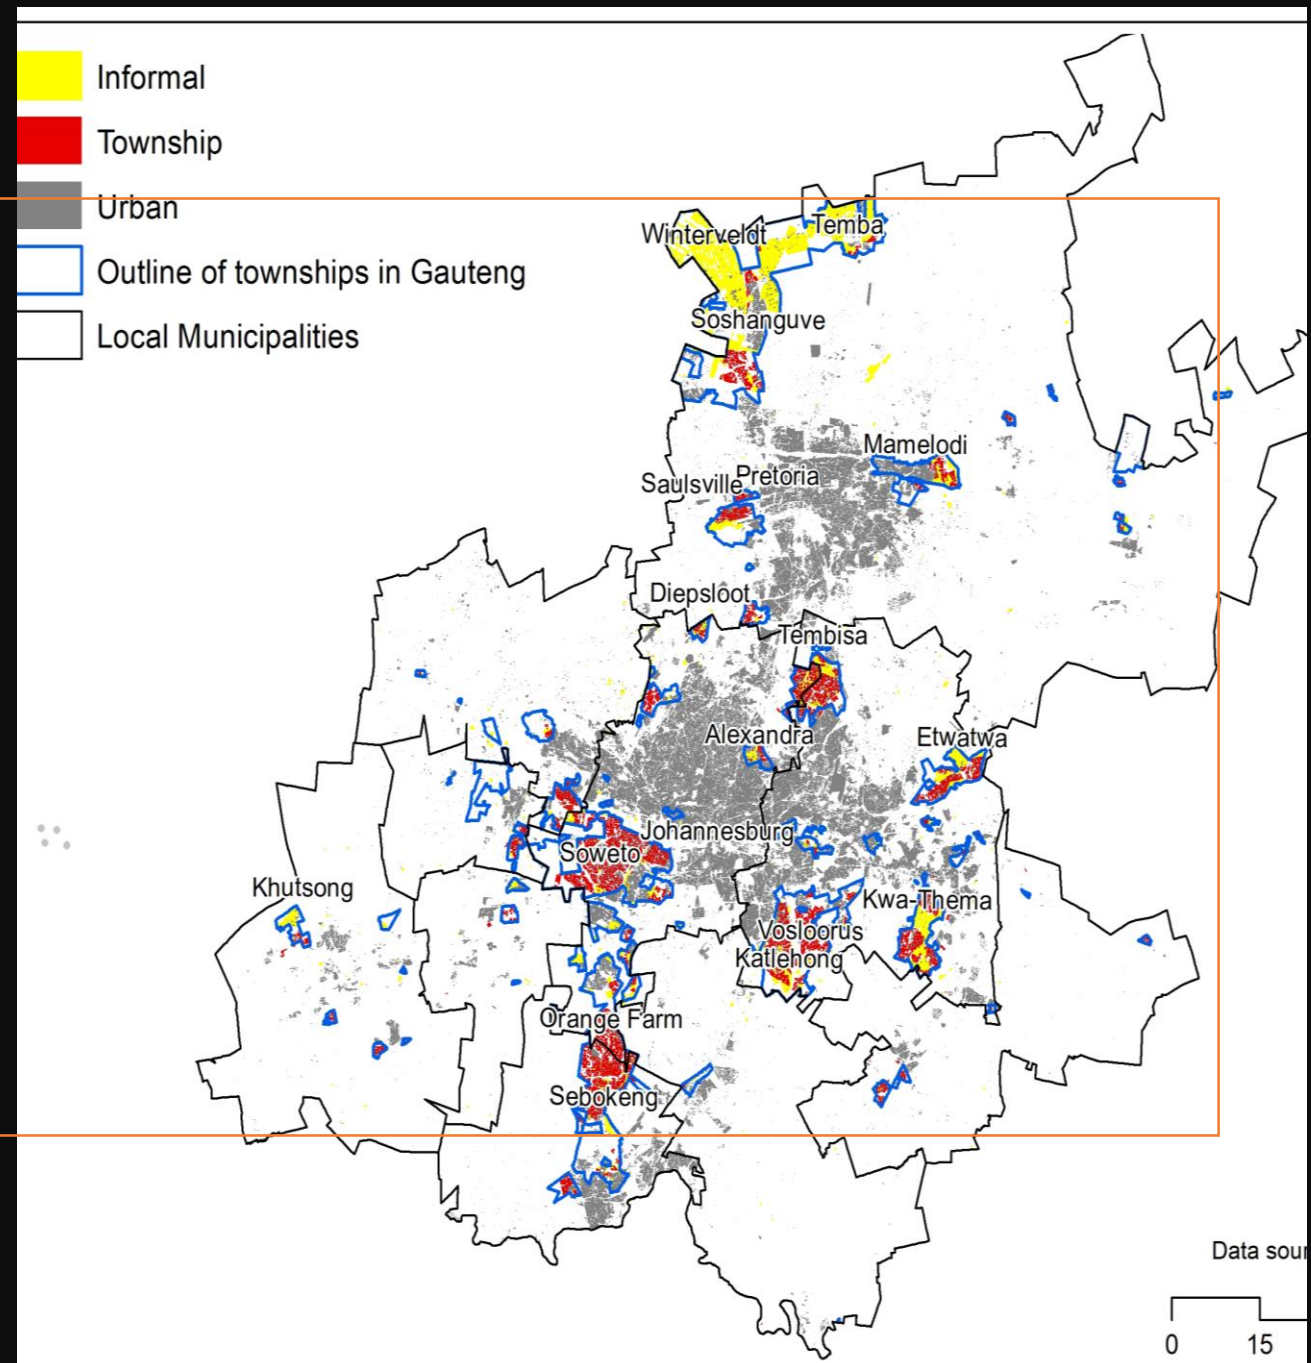 Informal
Township
Urban
Outline of townships in Gauteng
Local Municipalities
Temba
Winterveldt
Soshanguve
Mamelodi
Pretoria
Saulsville
Diepsloot
Tembisa
Alexandra
Etwatwa
Johannesburg
Soweto
Khutsong
Kwa-Thema
Vosloorus
Katlehong
Orange Farm
Sebokeng
Data sour
0 15